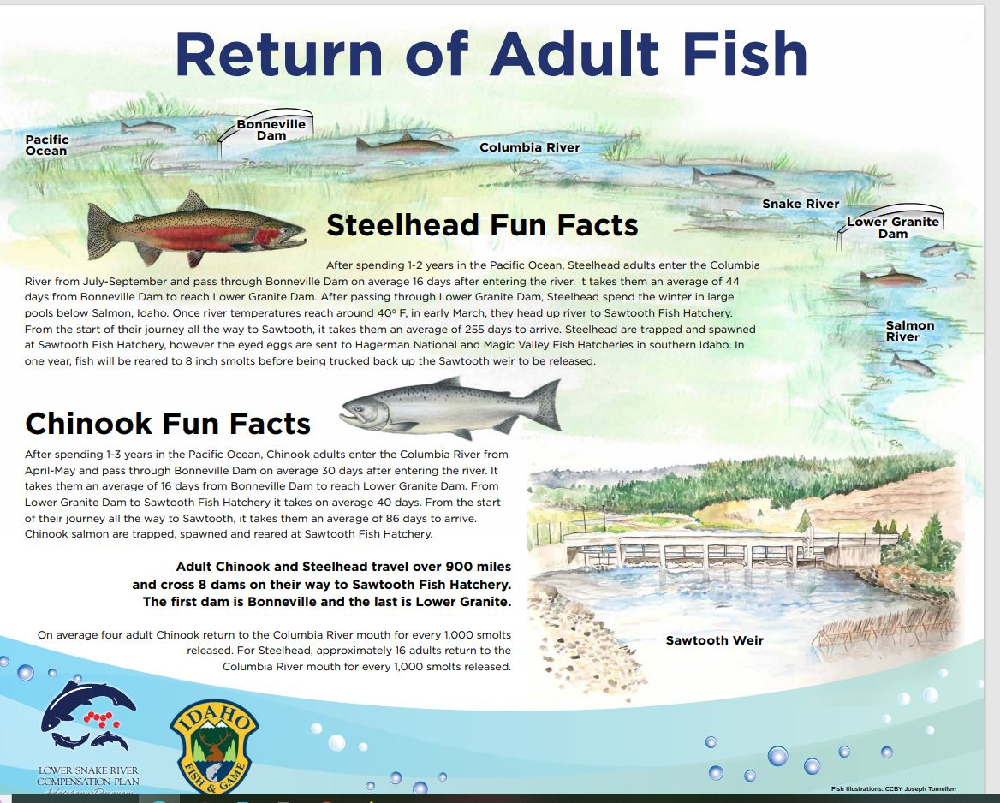 Return of Adult Fish
Pacific
Ocean
Bonneville
Dam
Columbia River
Snake River
Lower Granite
Dam
Salmon
River
Steelhead Fun Facts
After spending 1-2 years in the Pacific Ocean, Steelhead adults enter the Columbia
River from July-September and pass through Bonneville Dam on average 16 days after entering the river. It takes them an average of 44
days from Bonneville Dam to reach Lower Granite Dam. After passing through Lower Granite Dam, Steelhead spend the winter in large
pools below Salmon, Idaho. Once river temperatures reach around 40º F, in early March, they head up river to Sawtooth Fish Hatchery.
From the start of their journey all the way to Sawtooth, it takes them an average of 255 days to arrive. Steelhead are trapped and spawned
at Sawtooth Fish Hatchery, however the eyed eggs are sent to Hagerman National and Magic Valley Fish Hatcheries in southern Idaho. In
one year, fish will be reared to 8 inch smolts before being trucked back up the Sawtooth weir to be released.
Chinook Fun Facts
After spending 1-3 years in the Pacific Ocean, Chinook adults enter the Columbia River from
April-May and pass through Bonneville Dam on average 30 days after entering the river. It
takes them an average of 16 days from Bonneville Dam to reach Lower Granite Dam. From
Lower Granite Dam to Sawtooth Fish Hatchery it takes on average 40 days. From the start
of their journey all the way to Sawtooth, it takes them an average of 86 days to arrive.
Chinook salmon are trapped, spawned and reared at Sawtooth Fish Hatchery.
Adult Chinook and Steelhead travel over 900 miles
and cross 8 dams on their way to Sawtooth Fish Hatchery.
The first dam is Bonneville and the last is Lower Granite.
On average four adult Chinook return to the Columbia River mouth for every 1,000 smolts
released. For Steelhead, approximately 16 adults return to the
Columbia River mouth for every 1,000 smolts released.
Sawtooth Weir
LOWER SNAKE RIVER
COMPENSATION PLAN
Hatchery Program
IDAHO
FISH & GAME
Fish Illustrations: CCBY Joseph Tomelleri